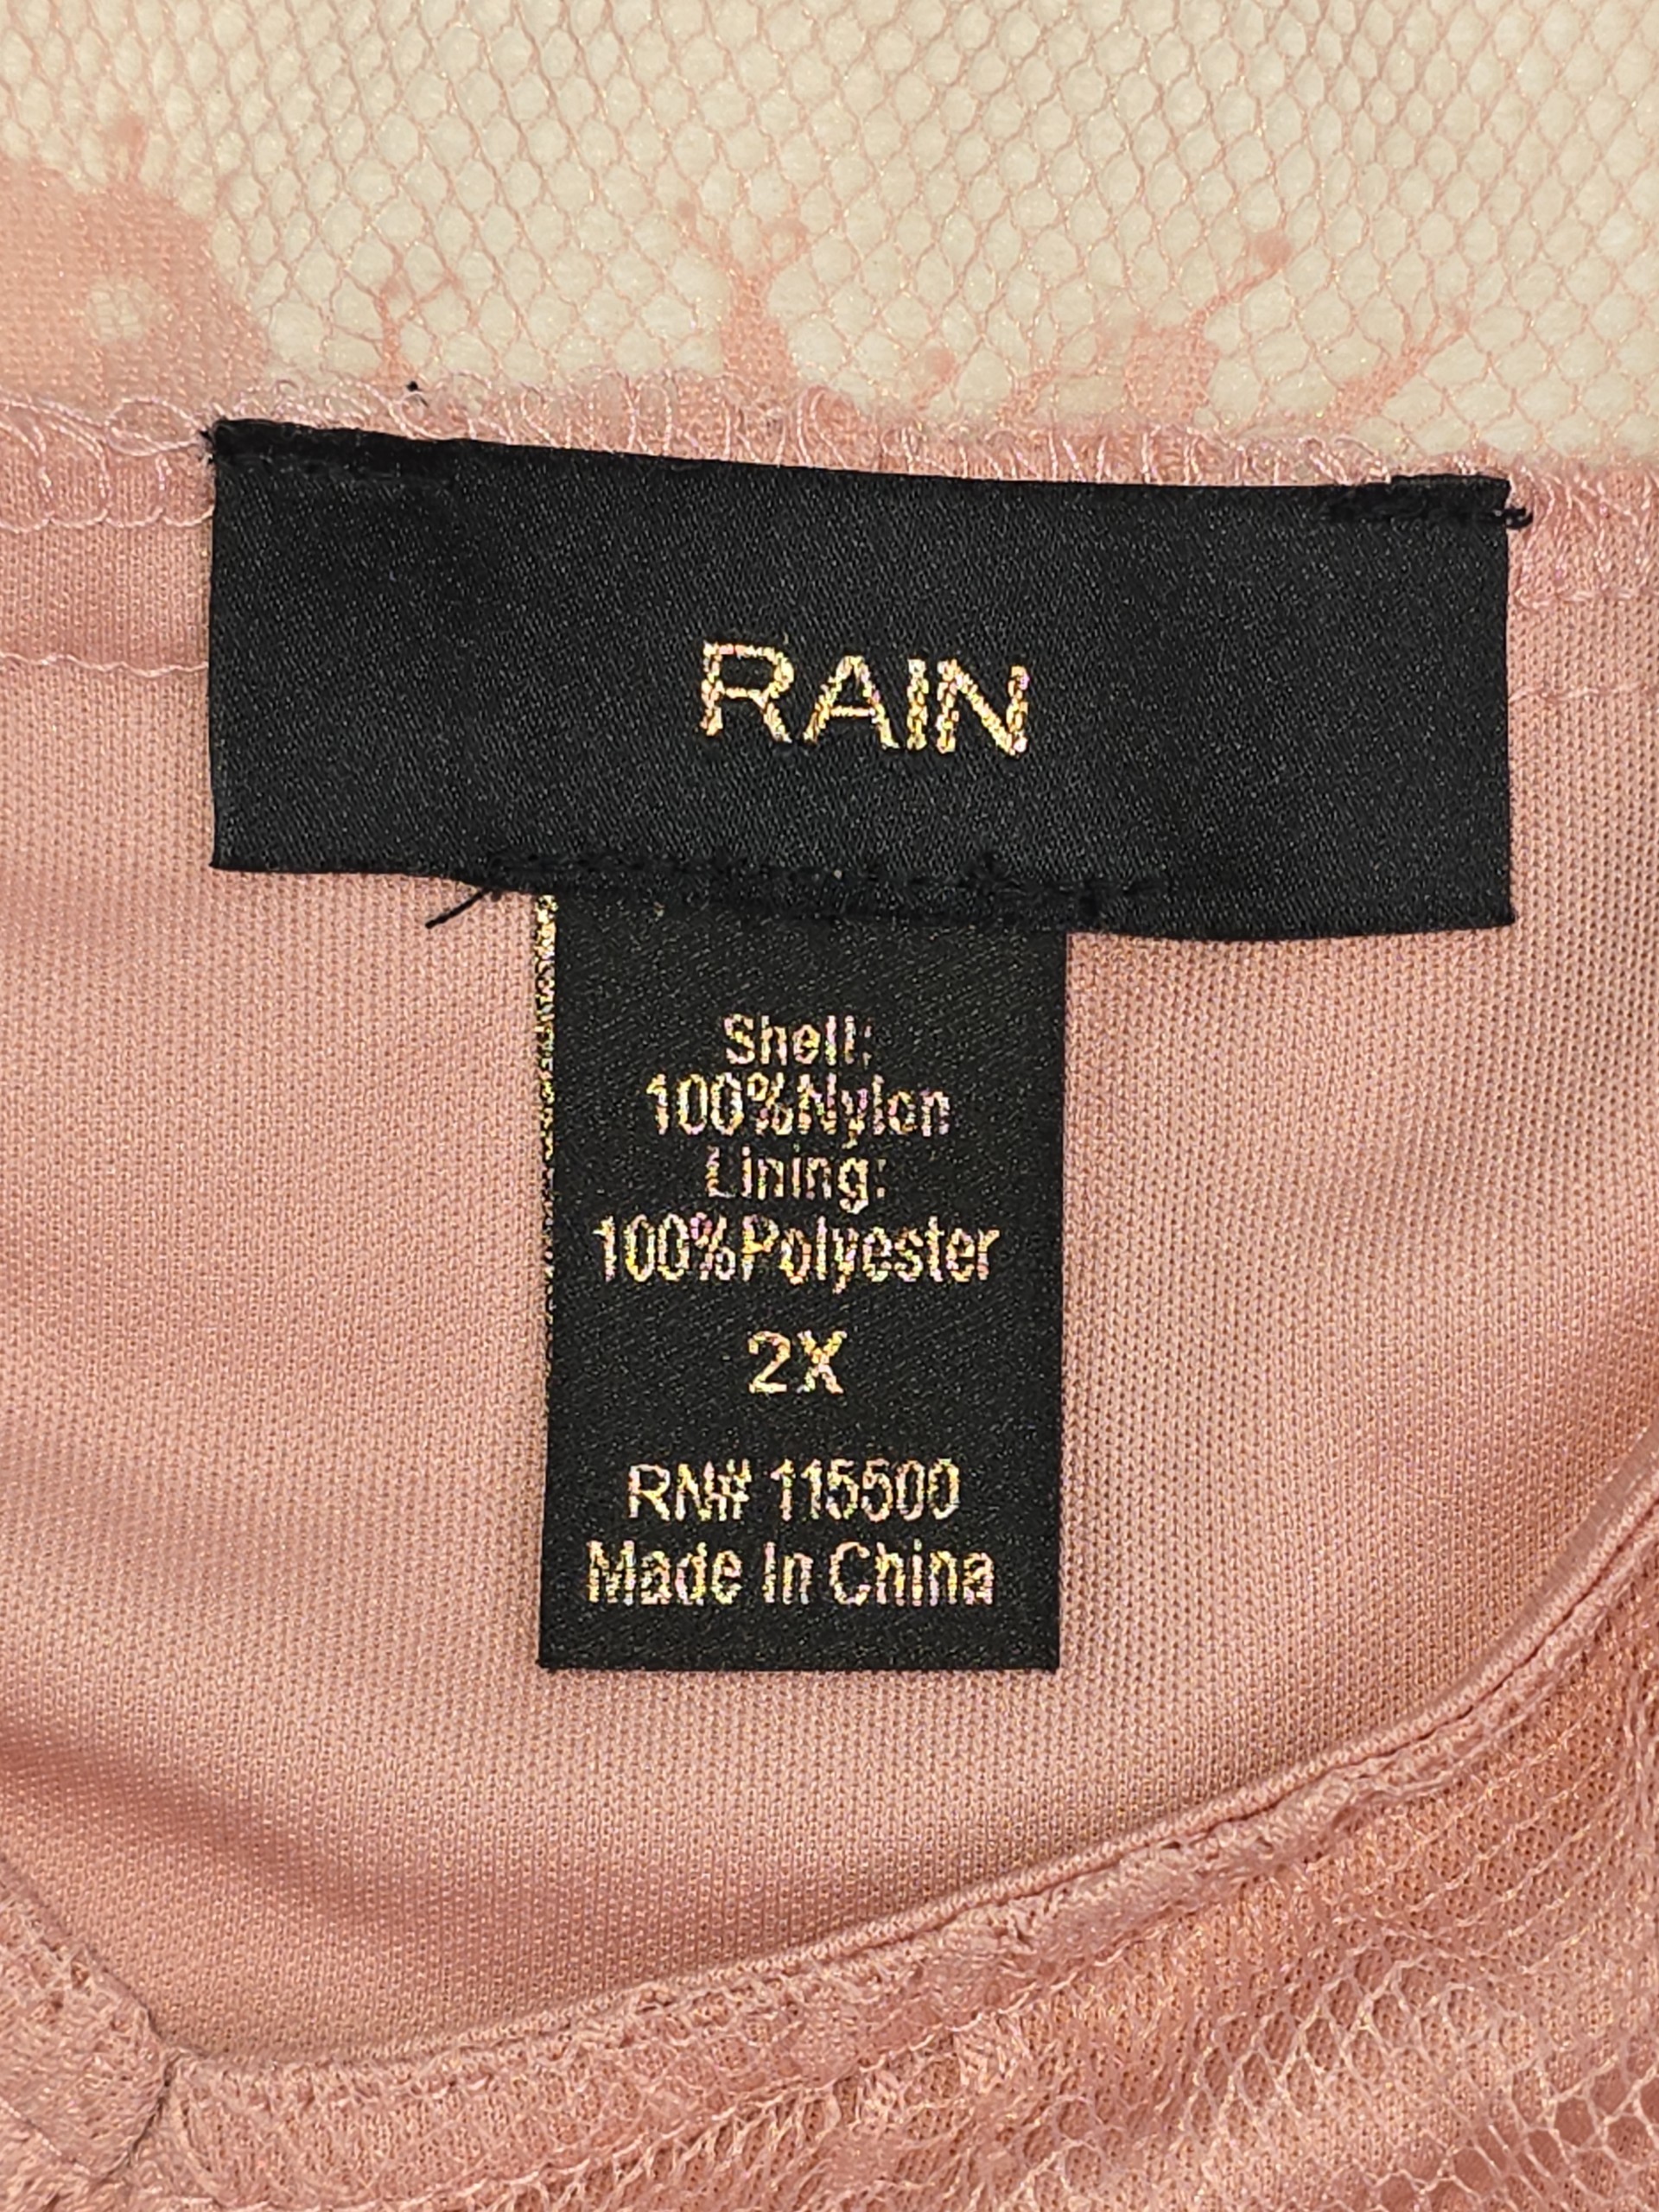 RAIN
Shell:
100%Nylon
Lining:
100%Polyester
2X
RN# 115500
Made In China